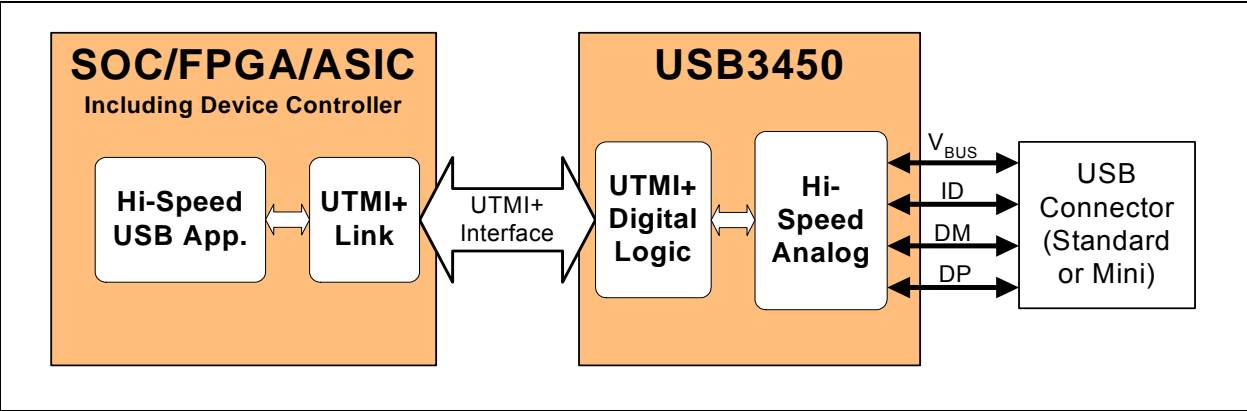 SOC/FPGA/ASIC
Including Device Controller
Hi-Speed
USB App.
UTMI+
Link
UTMI+
Interface
USB3450
UTMI+
Digital
Logic
Hi-
Speed
Analog
VBUS
ID
DM
DP
USB
Connector
(Standard
or Mini)